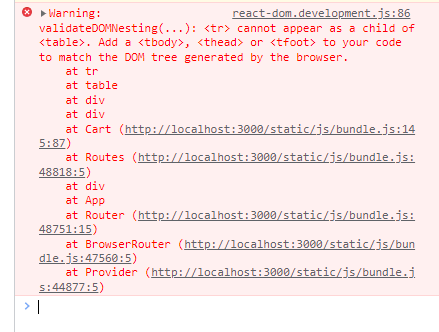 Warning: react-dom.development.js:86
validateDOMNesting(...): <tr> cannot appear as a child of
<table>. Add a <tbody>, <thead> or <tfoot> to your code
to match the DOM tree generated by the browser.
at tr
at table
at div
at div
at Cart (http://localhost:3000/static/js/bundle.js:14
5:87)
at Routes (http://localhost:3000/static/js/bundle.js:
48818:5)
at div
at App
at Router (http://localhost:3000/static/js/bundle.js:
48751:15)
at BrowserRouter (http://localhost:3000/static/js/bun
dle.js:47560:5)
at Provider (http://localhost:3000/static/js/bundle.j
s:44877:5)